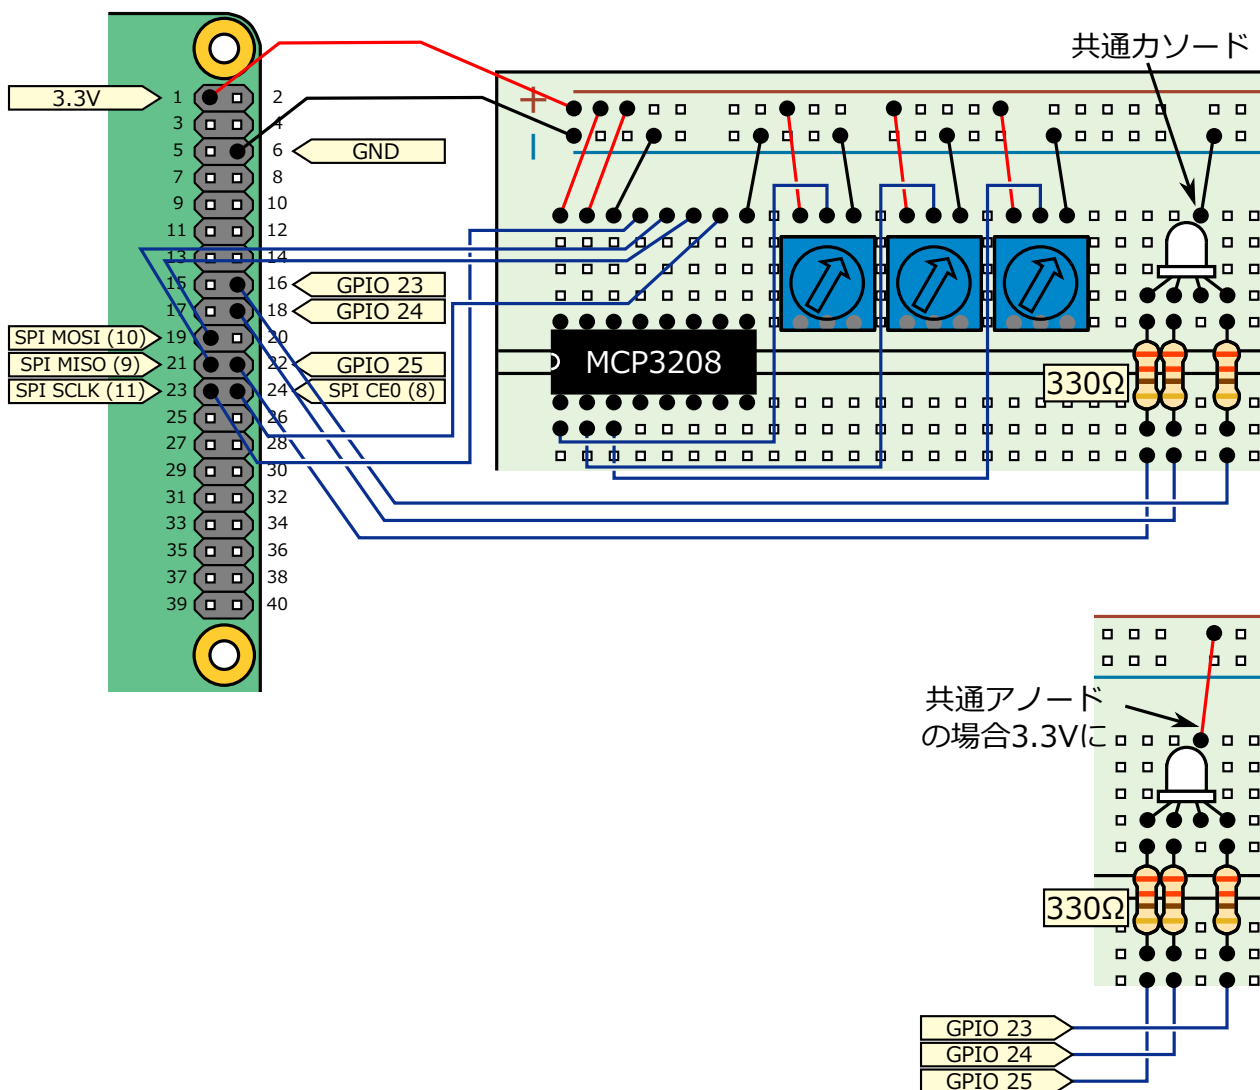 共通カソード
3.3V
1 2
3 4
5 6
GND
7 8
9 10
11 12
13 14
15 16
GPIO 23
17 18
GPIO 24
SPI MOSI (10)
19 20
SPI MISO (9)
21 22
GPIO 25
SPI SCLK (11)
23 24
SPI CE0 (8)
25 26
27 28
29 30
31 32
33 34
35 36
37 38
39 40
+
-
MCP3208
330Ω
共通アノード
の場合3.3Vに
330Ω
GPIO 23
GPIO 24
GPIO 25